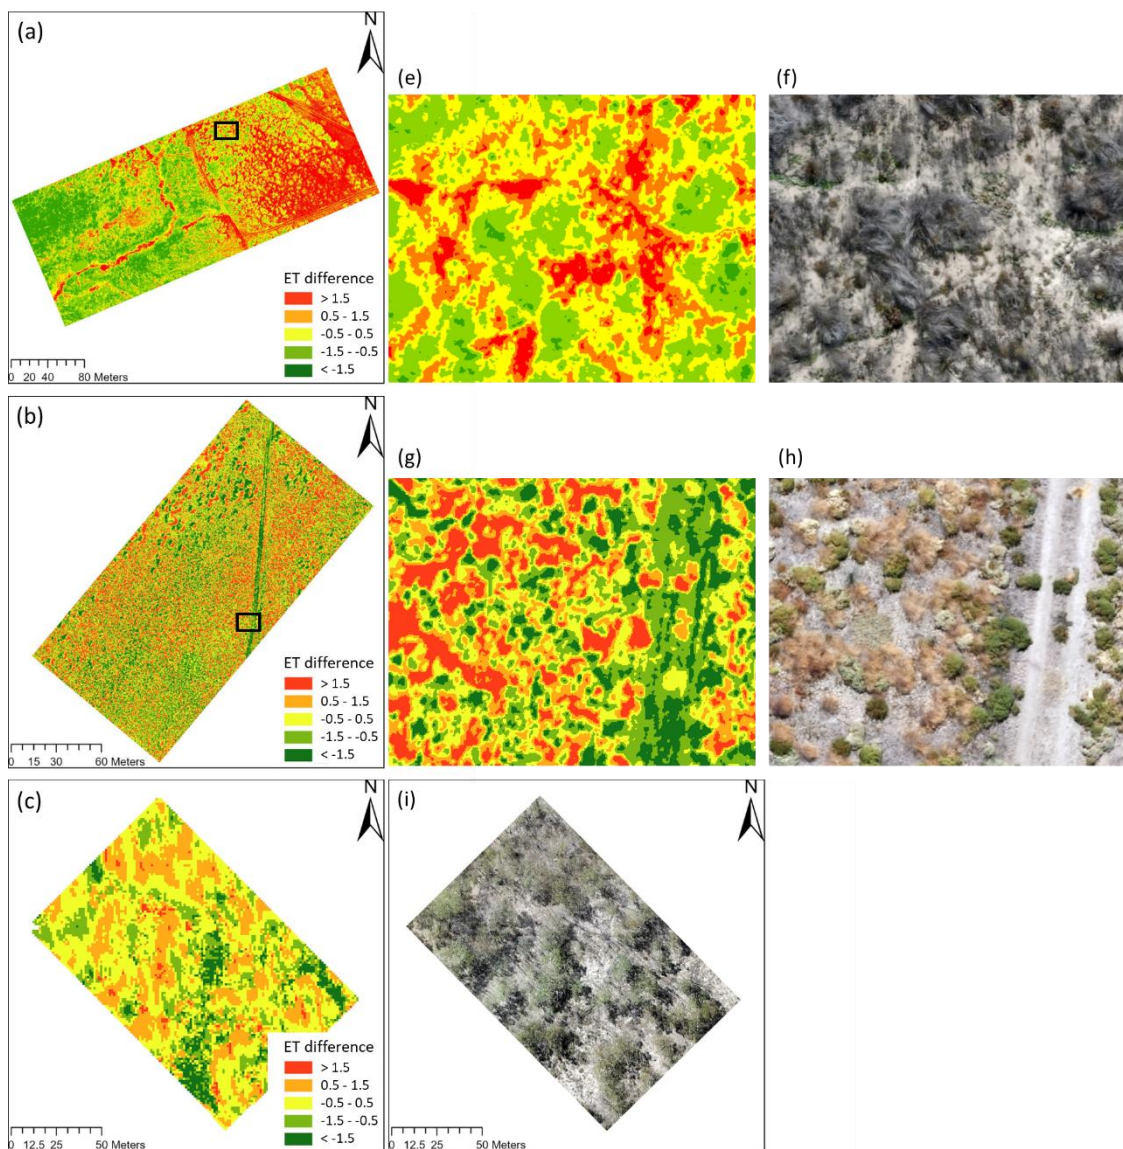 (a)
N
ET difference
> 1.5
0.5 - 1.5
-0.5 - 0.5
-1.5 - -0.5
< -1.5
0 20 40 80 Meters
(e)
(f)
(b)
N
ET difference
> 1.5
0.5 - 1.5
-0.5 - 0.5
-1.5 - -0.5
< -1.5
0 15 30 60 Meters
(g)
(h)
(c)
N
ET difference
> 1.5
0.5 - 1.5
-0.5 - 0.5
-1.5 - -0.5
< -1.5
0 12.5 25 50 Meters
(i)
N
0 12.5 25 50 Meters